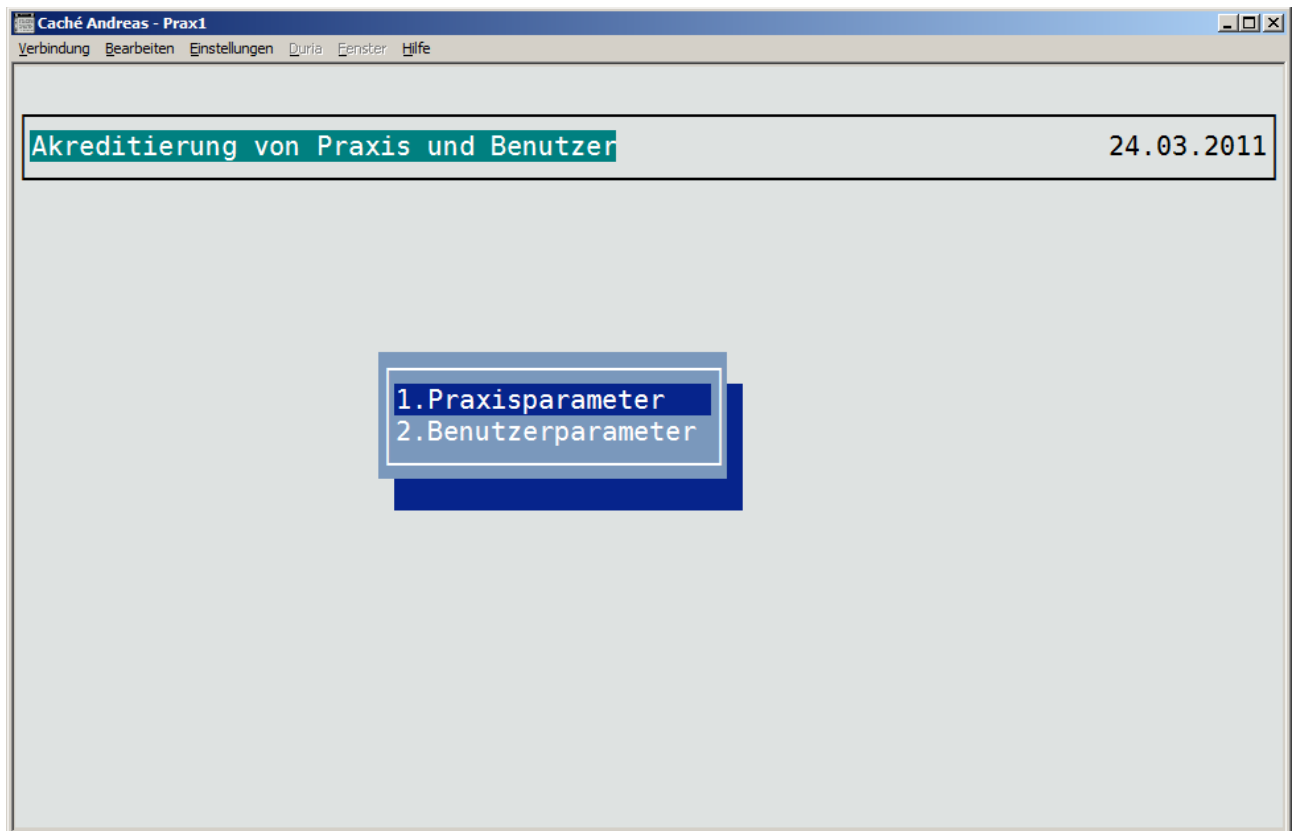 Caché Andreas - Prax1
Verbindung Bearbeiten Einstellungen Duria Fenster Hilfe
Akreditierung von Praxis und Benutzer 24.03.2011
1.Praxisparameter
2.Benutzerparameter